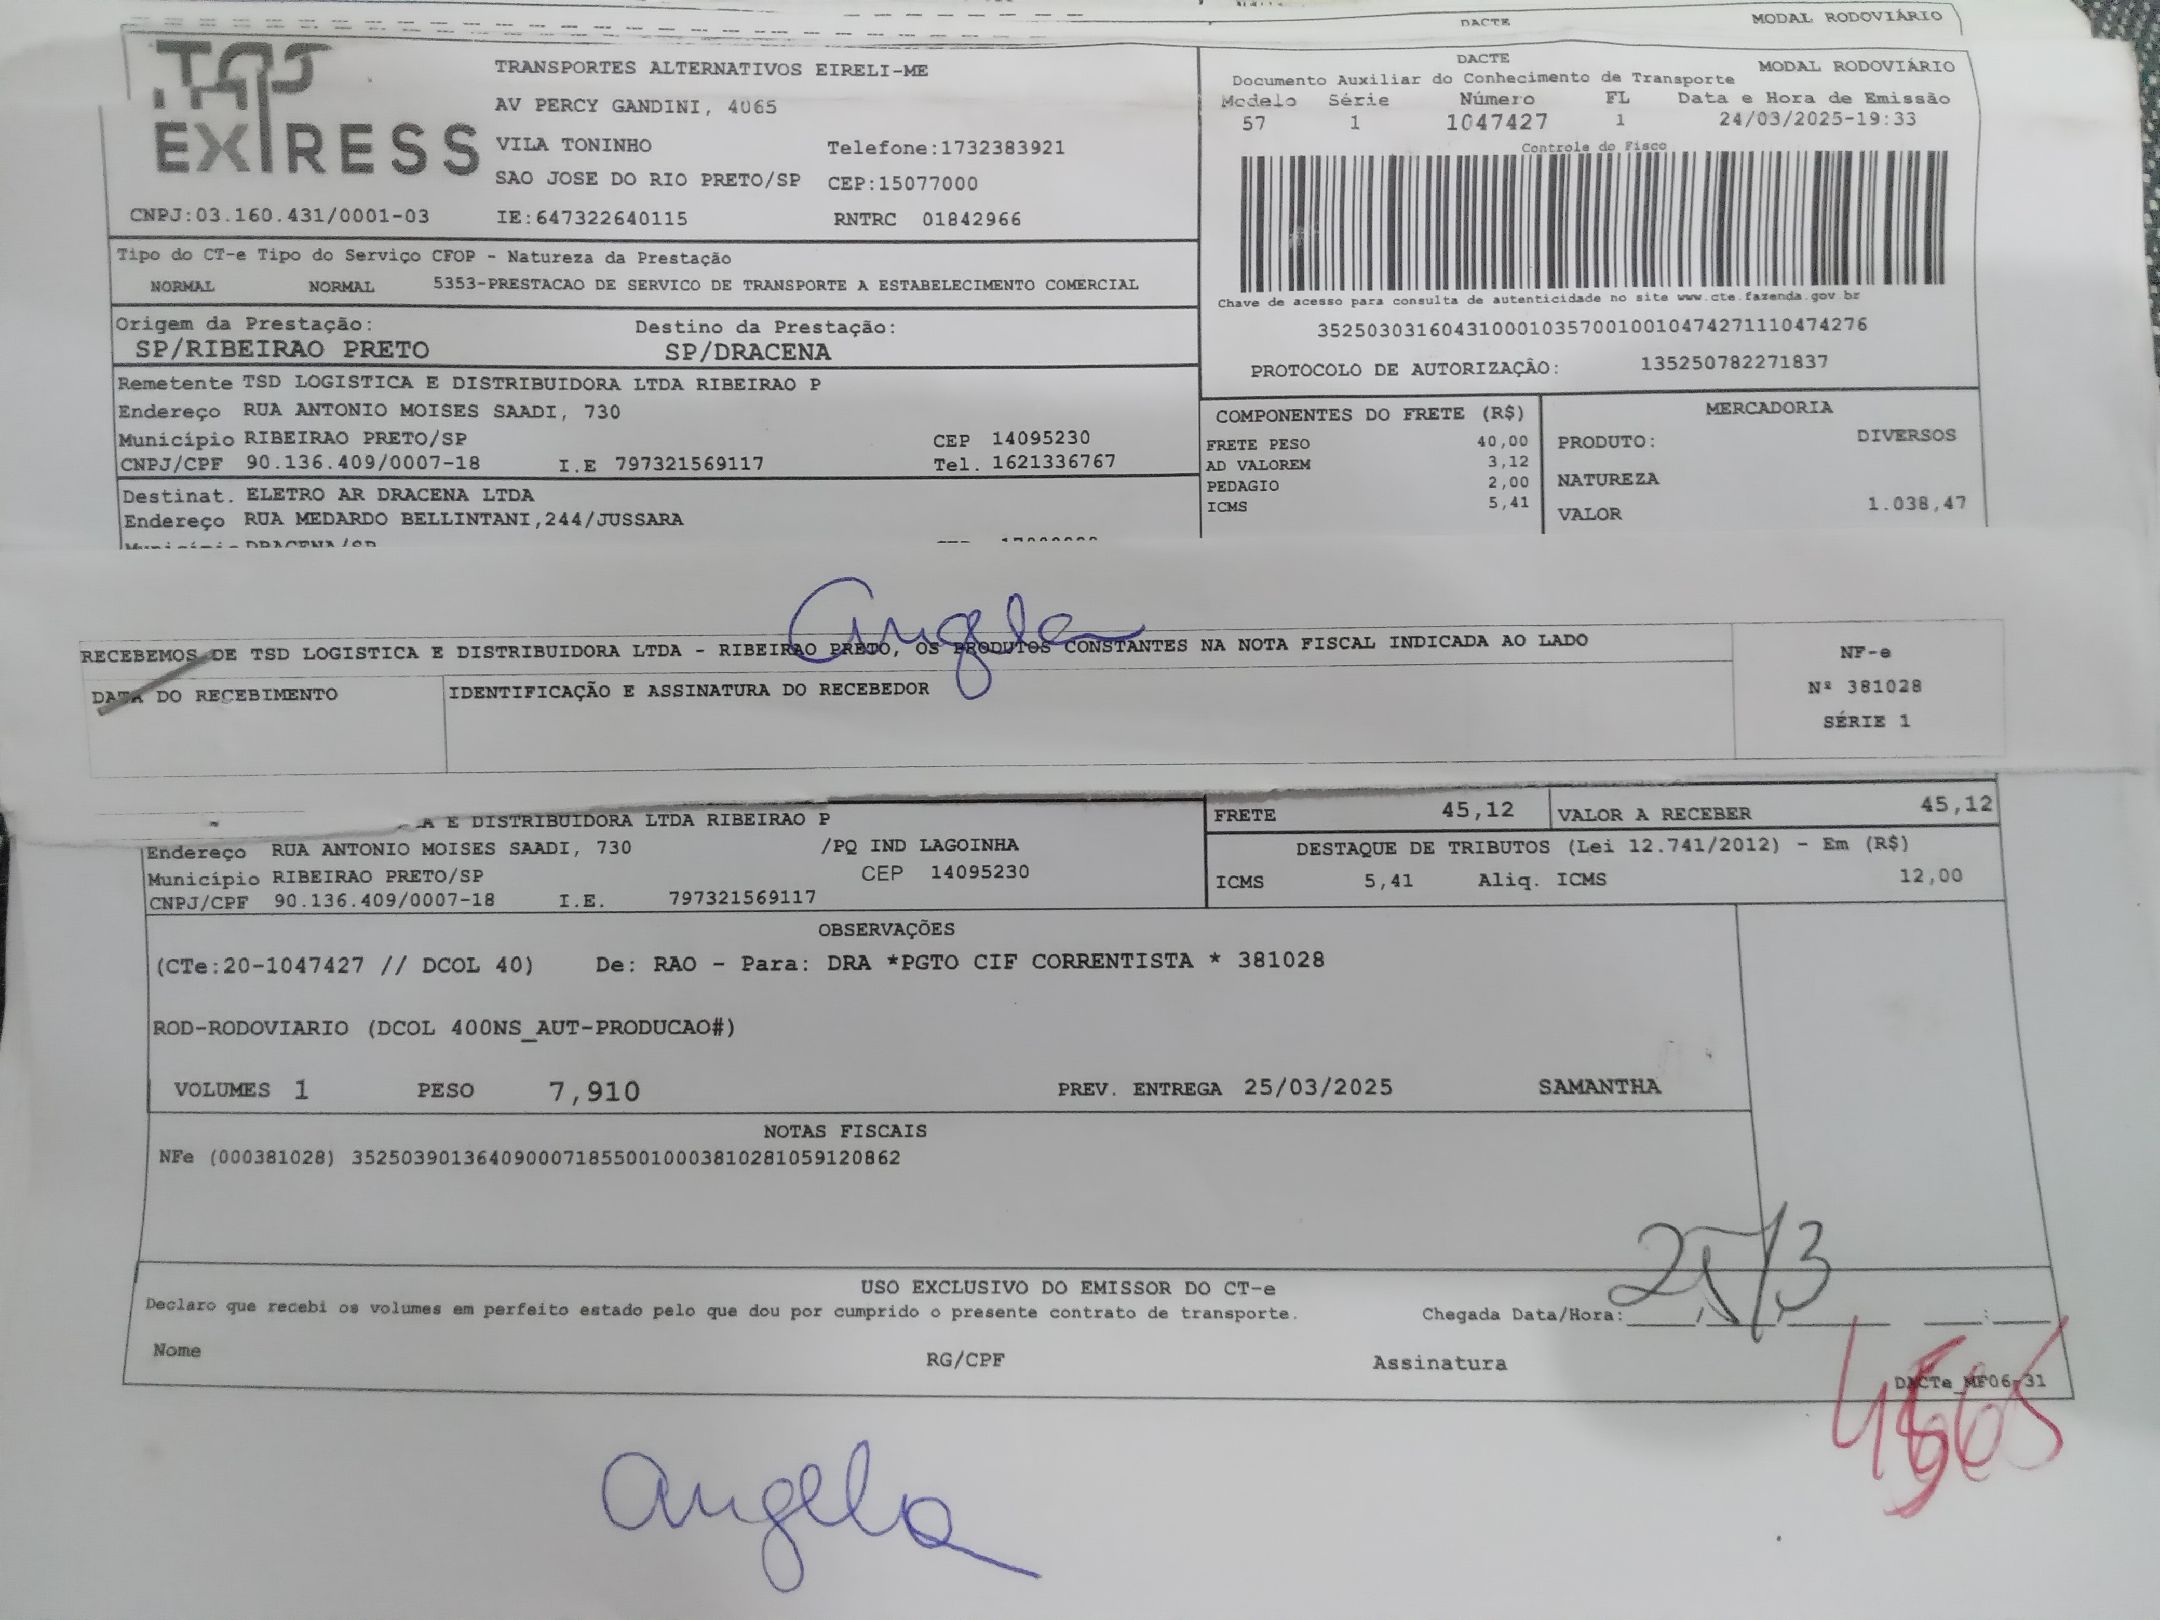 DACTE MODAL RODOVIÁRIO
TAS
EXPRESS
TRANSPORTES ALTERNATIVOS EIRELI-ME
AV PERCY GANDINI, 4065
VILA TONINHO Telefone:1732383921
SAO JOSE DO RIO PRETO/SP CEP:15077000
CNPJ:03.160.431/0001-03 IE:647322640115 RNTRC 01842966
DACTE MODAL RODOVIÁRIO
Documento Auxiliar do Conhecimento de Transporte
Modelo Série Número FL Data e Hora de Emissão
57 1 1047427 1 24/03/2025-19:33
Controle do Fisco
Chave de acesso para consulta de autenticidade no site www.cte.fazenda.gov.br
35250303160431000103570010010474271110474276
PROTOCOLO DE AUTORIZAÇÃO: 135250782271837
Tipo do CT-e Tipo do Serviço CFOP - Natureza da Prestação
NORMAL NORMAL 5353-PRESTACAO DE SERVICO DE TRANSPORTE A ESTABELECIMENTO COMERCIAL
Origem da Prestação: Destino da Prestação:
SP/RIBEIRAO PRETO SP/DRACENA
Remetente TSD LOGISTICA E DISTRIBUIDORA LTDA RIBEIRAO P
Endereço RUA ANTONIO MOISES SAADI, 730
Município RIBEIRAO PRETO/SP CEP 14095230
CNPJ/CPF 90.136.409/0007-18 I.E 797321569117 Tel. 1621336767
Destinat. ELETRO AR DRACENA LTDA
Endereço RUA MEDARDO BELLINTANI,244/JUSSARA
Município DRACENA/SP
COMPONENTES DO FRETE (R$)
FRETE PESO 40,00
AD VALOREM 3,12
PEDAGIO 2,00
ICMS 5,41
MERCADORIA
PRODUTO: DIVERSOS
NATUREZA
VALOR 1.038,47
Angela
RECEBEMOS DE TSD LOGISTICA E DISTRIBUIDORA LTDA - RIBEIRAO PRETO, OS PRODUTOS CONSTANTES NA NOTA FISCAL INDICADA AO LADO
DATA DO RECEBIMENTO IDENTIFICAÇÃO E ASSINATURA DO RECEBEDOR
NF-e
Nº 381028
SÉRIE 1
A E DISTRIBUIDORA LTDA RIBEIRAO P
Endereço RUA ANTONIO MOISES SAADI, 730 /PQ IND LAGOINHA
Município RIBEIRAO PRETO/SP CEP 14095230
CNPJ/CPF 90.136.409/0007-18 I.E. 797321569117
FRETE 45,12 VALOR A RECEBER 45,12
DESTAQUE DE TRIBUTOS (Lei 12.741/2012) - Em (R$)
ICMS 5,41 Aliq. ICMS 12,00
OBSERVAÇÕES
(CTe:20-1047427 // DCOL 40) De: RAO - Para: DRA *PGTO CIF CORRENTISTA * 381028
ROD-RODOVIARIO (DCOL 400NS_AUT-PRODUCAO#)
VOLUMES 1 PESO 7,910 PREV. ENTREGA 25/03/2025 SAMANTHA
NOTAS FISCAIS
NFe (000381028) 35250390136409000718550010003810281059120862
25/3
USO EXCLUSIVO DO EMISSOR DO CT-e
Declaro que recebi os volumes em perfeito estado pelo que dou por cumprido o presente contrato de transporte. Chegada Data/Hora:____/____/______ ____:____
Nome RG/CPF Assinatura
DACTe_MF06-31
Angela